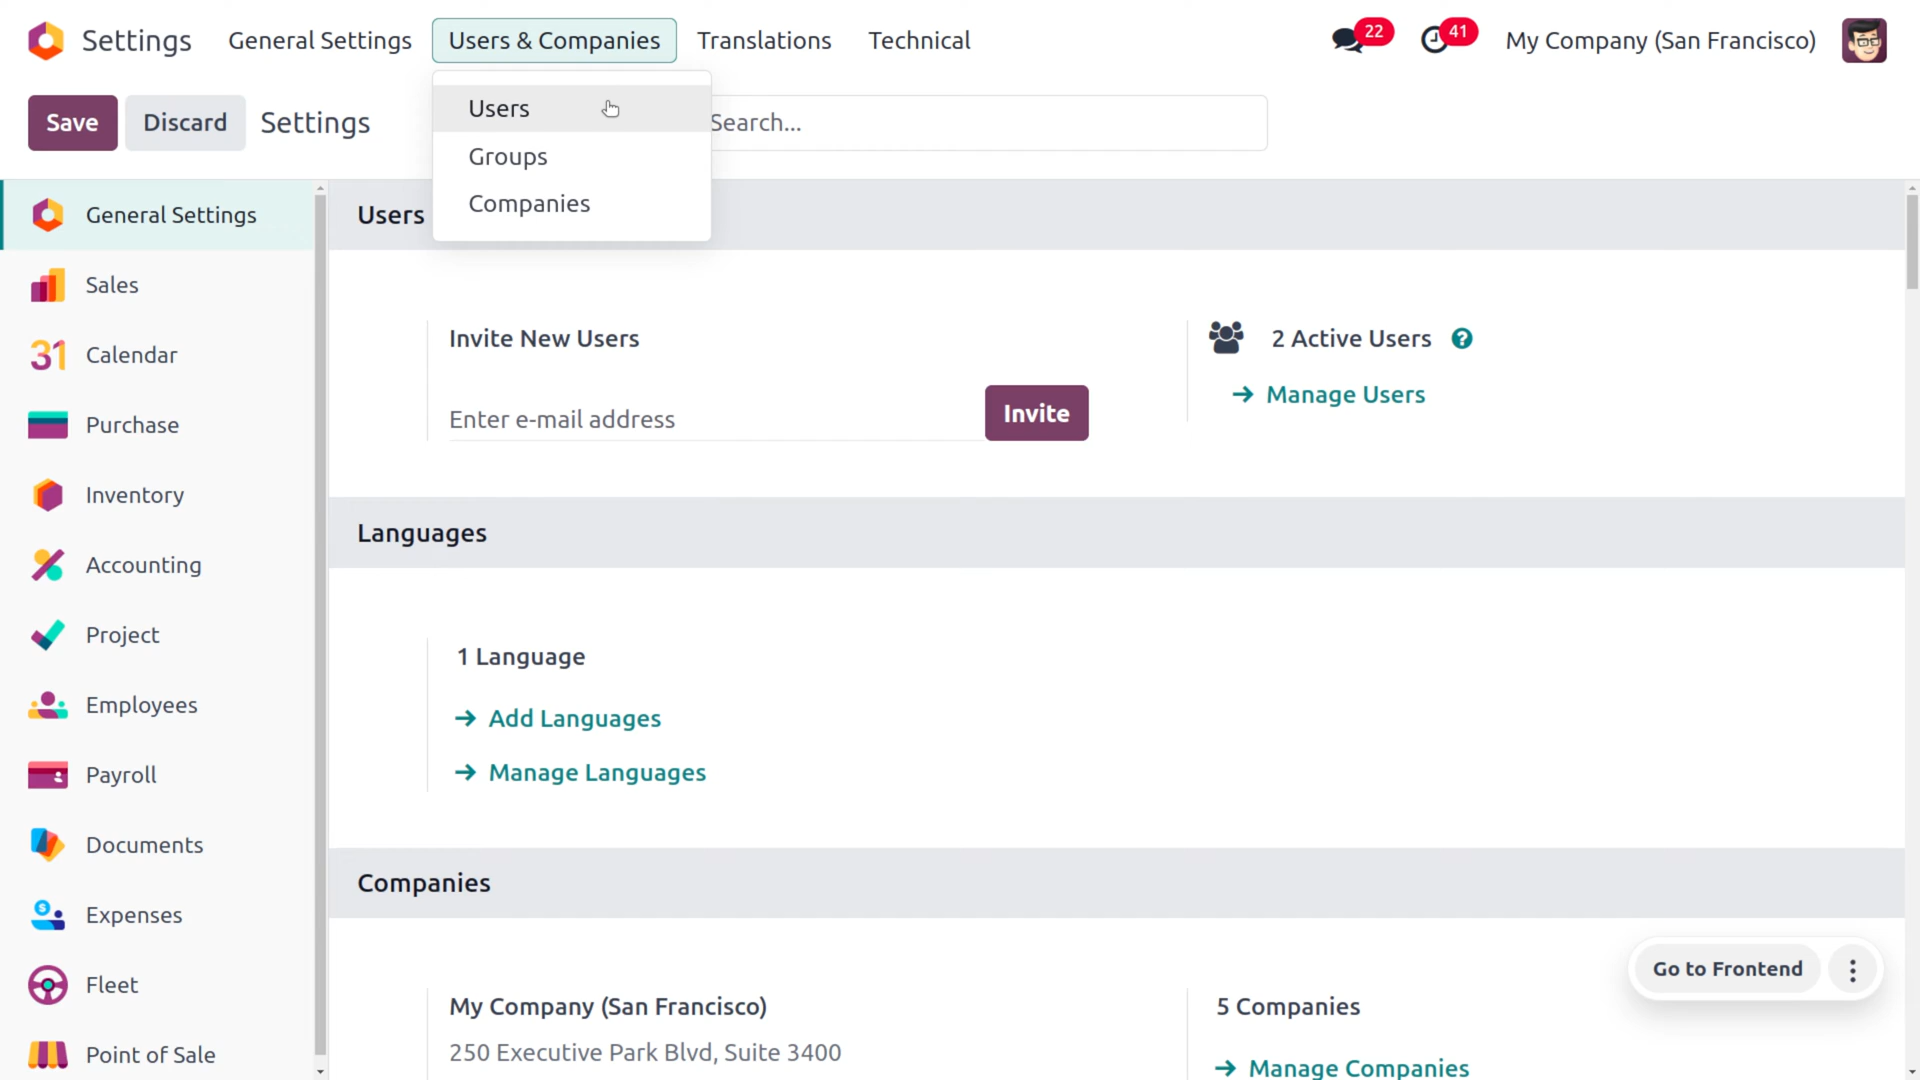 Settings
General Settings
Users & Companies
Translations
Technical
22
41
My Company (San Francisco)
Save
Discard
Settings
Search...
Users
Groups
Companies
General Settings
Sales
31
Calendar
Purchase
Inventory
Accounting
Project
Employees
Payroll
Documents
$
Expenses
Fleet
Point of Sale
Users
Invite New Users
Enter e-mail address
Invite
2 Active Users
?
Manage Users
Languages
1 Language
Add Languages
Manage Languages
Companies
My Company (San Francisco)
250 Executive Park Blvd, Suite 3400
5 Companies
Manage Companies
Go to Frontend